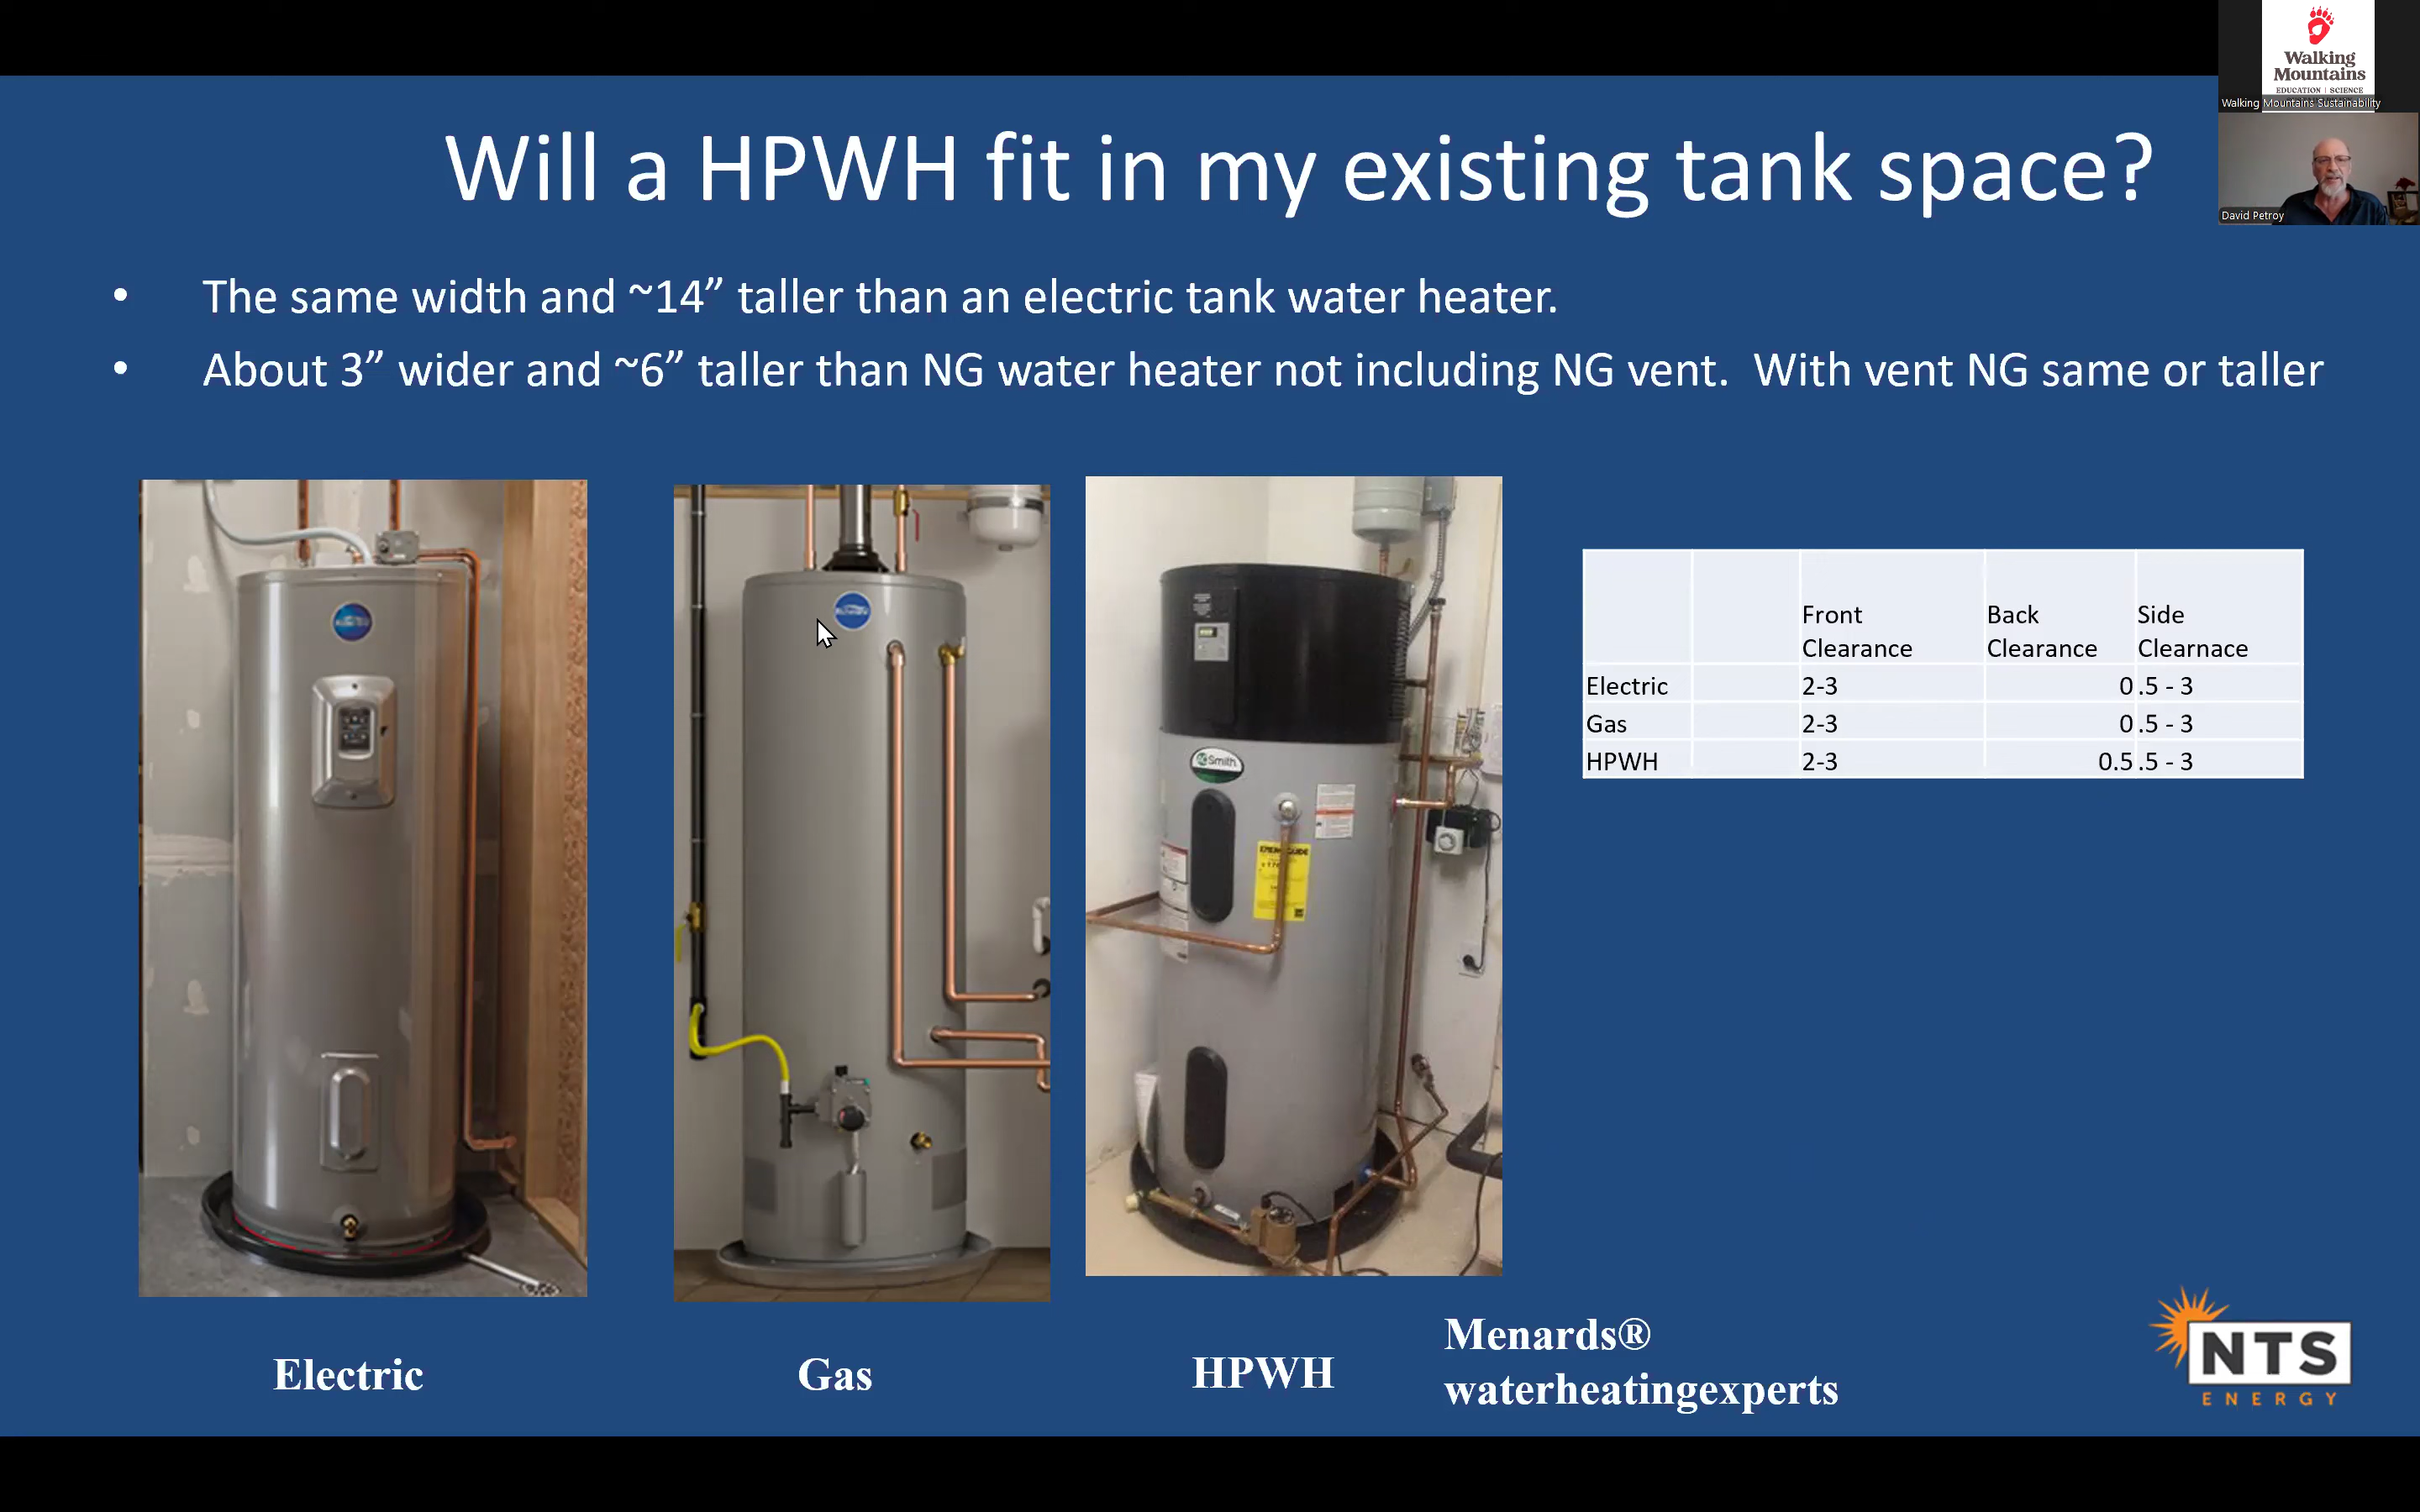 Walking
Mountains
EDUCATION | SCIENCE
Walking Mountains Sustainability
David Petroy
Will a HPWH fit in my existing tank space?
• The same width and ~14” taller than an electric tank water heater.
• About 3” wider and ~6” taller than NG water heater not including NG vent. With vent NG same or taller
Front Clearance Back Clearance Side Clearnace
Electric 2-3 0 .5 - 3
Gas 2-3 0 .5 - 3
HPWH 2-3 0.5 .5 - 3
Smith
Electric
Gas
HPWH
Menards®
waterheatingexperts
NTS
ENERGY